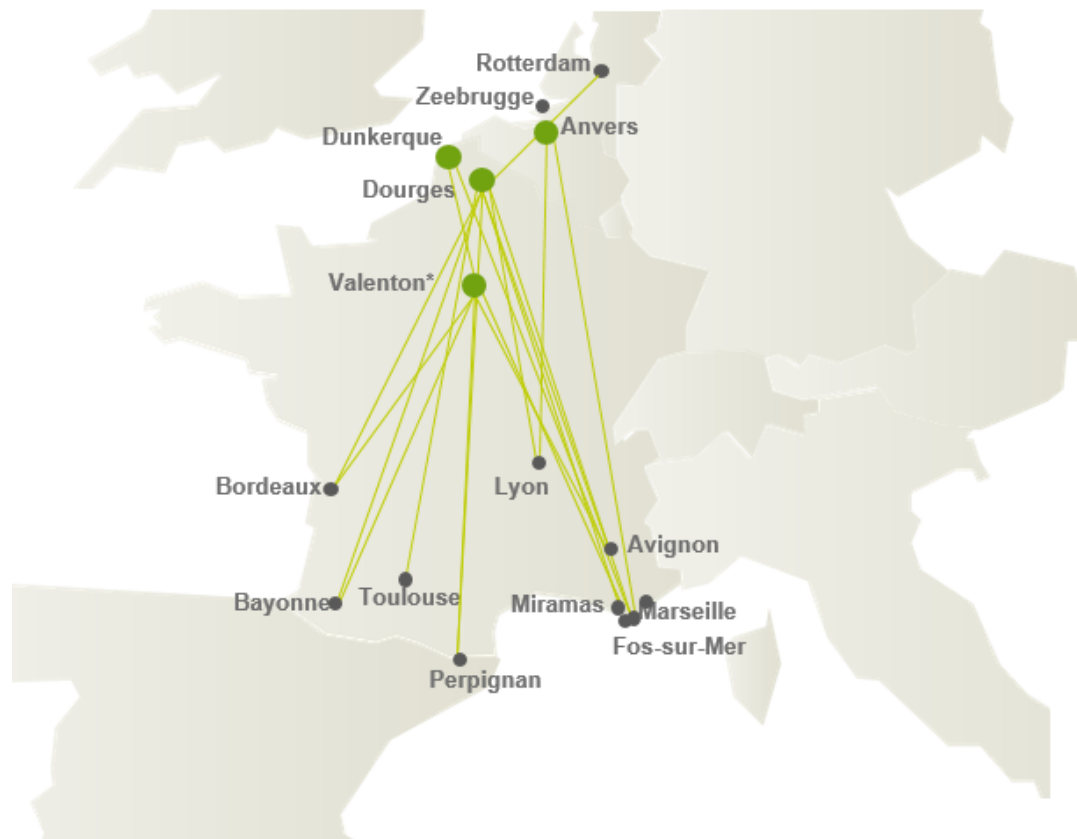 Rotterdam
Zeebrugge
Anvers
Dunkerque
Dourges
Valenton*
Bordeaux
Lyon
Avignon
Bayonne
Toulouse
Miramas
Marseille
Fos-sur-Mer
Perpignan